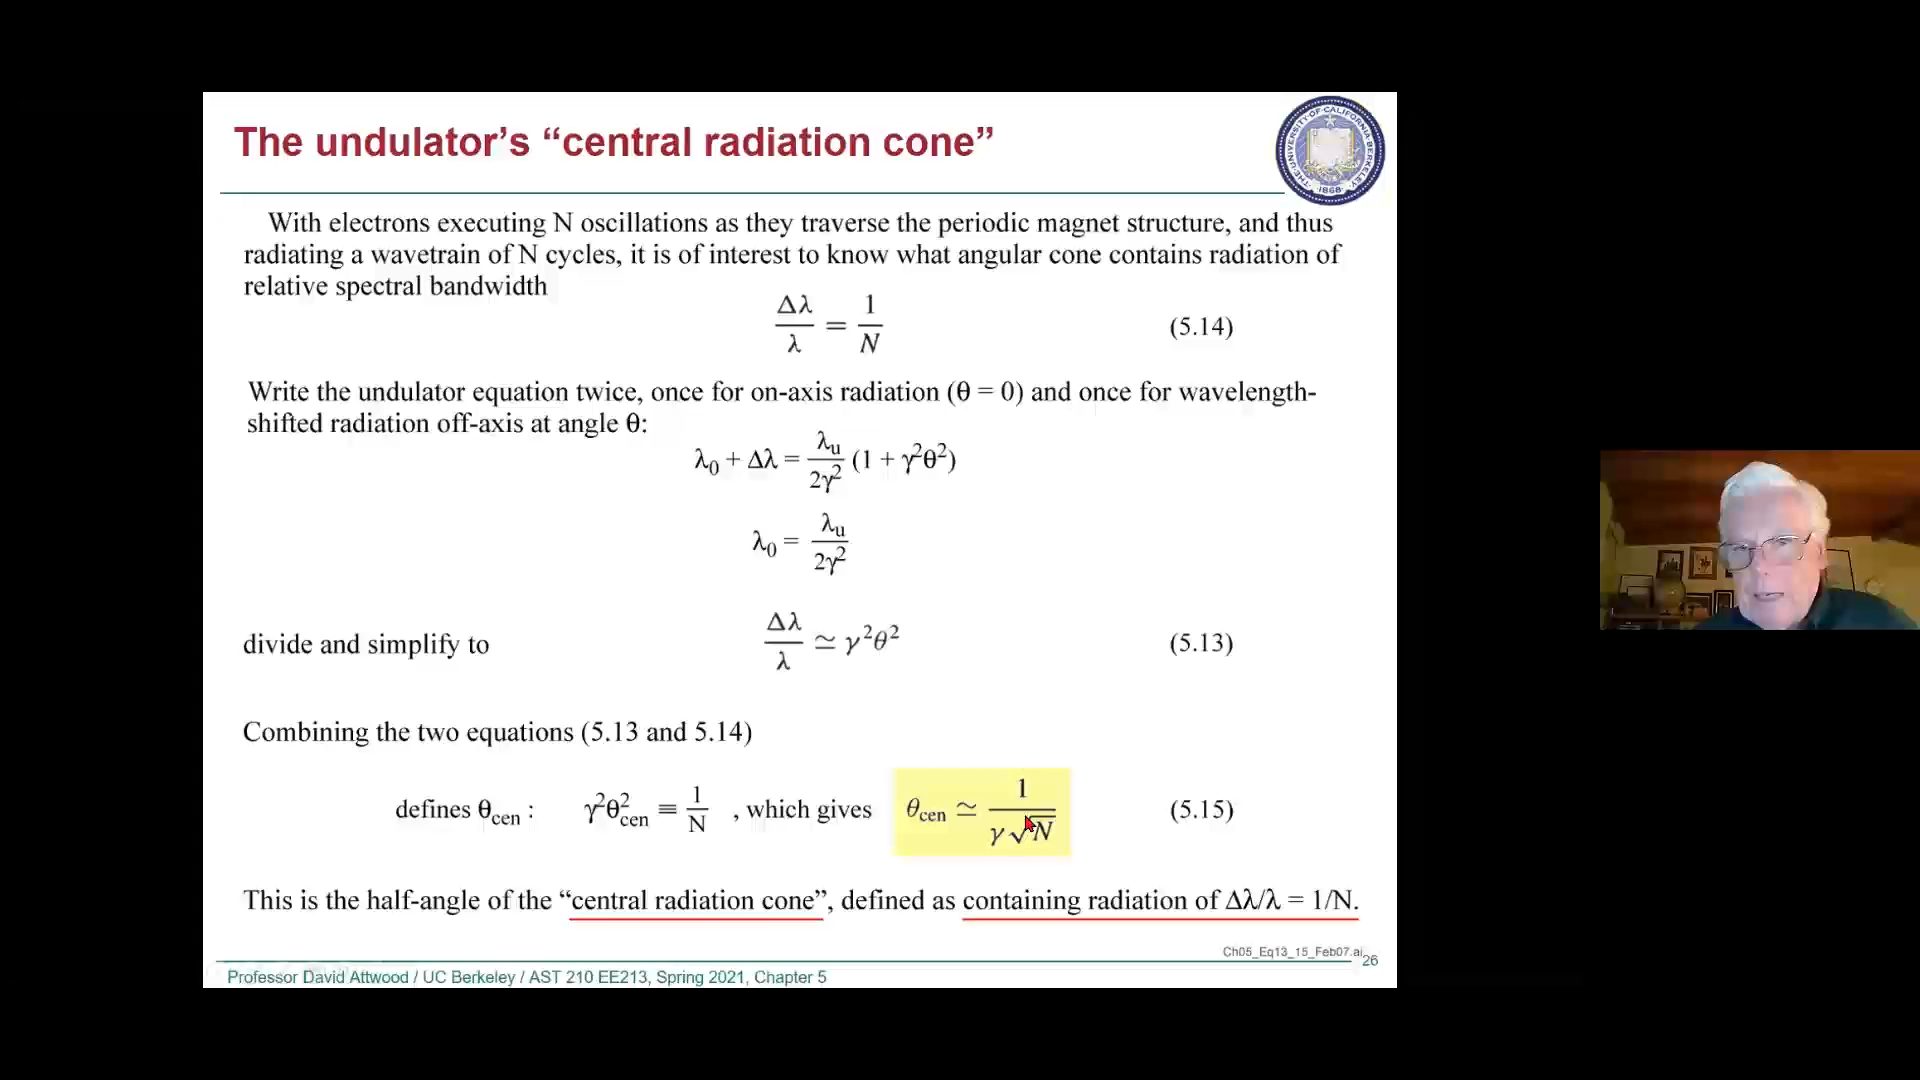 The undulator’s “central radiation cone”
THE·UNIVERSITY·OF·CALIFORNIA·BERKELEY·
·1868·
With electrons executing N oscillations as they traverse the periodic magnet structure, and thus
radiating a wavetrain of N cycles, it is of interest to know what angular cone contains radiation of
relative spectral bandwidth
Δλ/λ = 1/N (5.14)
Write the undulator equation twice, once for on-axis radiation (θ = 0) and once for wavelength-
shifted radiation off-axis at angle θ:
λ₀ + Δλ = λᵤ/2γ² (1 + γ²θ²)
λ₀ = λᵤ/2γ²
divide and simplify to Δλ/λ ≃ γ²θ² (5.13)
Combining the two equations (5.13 and 5.14)
defines θcen : γ²θ²cen ≡ 1/N , which gives θcen ≃ 1/γ√N (5.15)
This is the half-angle of the “central radiation cone”, defined as containing radiation of Δλ/λ = 1/N.
Ch05_Eq13_15_Feb07.ai
26
Professor David Attwood / UC Berkeley / AST 210 EE213, Spring 2021, Chapter 5